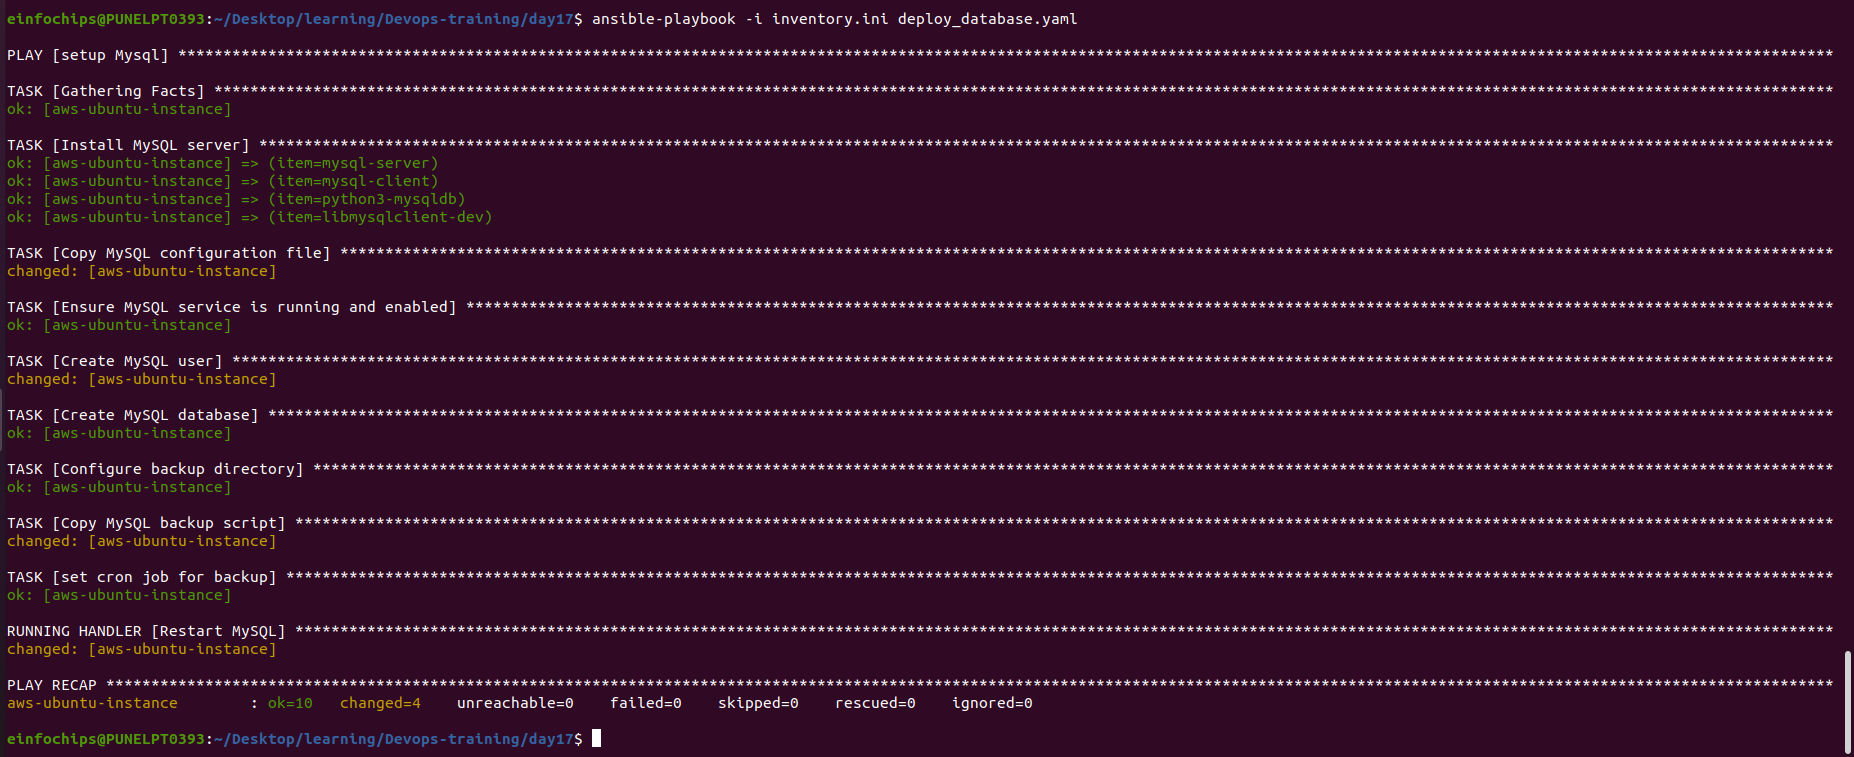 einfochips@PUNELPT0393:~/Desktop/learning/Devops-training/day17$ ansible-playbook -i inventory.ini deploy_database.yaml
PLAY [setup Mysql] ****************************************************************************************************************************************************************************************
TASK [Gathering Facts] ************************************************************************************************************************************************************************************
ok: [aws-ubuntu-instance]
TASK [Install MySQL server] *******************************************************************************************************************************************************************************
ok: [aws-ubuntu-instance] => (item=mysql-server)
ok: [aws-ubuntu-instance] => (item=mysql-client)
ok: [aws-ubuntu-instance] => (item=python3-mysqldb)
ok: [aws-ubuntu-instance] => (item=libmysqlclient-dev)
TASK [Copy MySQL configuration file] **********************************************************************************************************************************************************************
changed: [aws-ubuntu-instance]
TASK [Ensure MySQL service is running and enabled] ********************************************************************************************************************************************************
ok: [aws-ubuntu-instance]
TASK [Create MySQL user] **********************************************************************************************************************************************************************************
changed: [aws-ubuntu-instance]
TASK [Create MySQL database] ******************************************************************************************************************************************************************************
ok: [aws-ubuntu-instance]
TASK [Configure backup directory] *************************************************************************************************************************************************************************
ok: [aws-ubuntu-instance]
TASK [Copy MySQL backup script] ***************************************************************************************************************************************************************************
changed: [aws-ubuntu-instance]
TASK [set cron job for backup] ****************************************************************************************************************************************************************************
ok: [aws-ubuntu-instance]
RUNNING HANDLER [Restart MySQL] ***************************************************************************************************************************************************************************
changed: [aws-ubuntu-instance]
PLAY RECAP ************************************************************************************************************************************************************************************************
aws-ubuntu-instance        : ok=10   changed=4    unreachable=0    failed=0    skipped=0    rescued=0    ignored=0
einfochips@PUNELPT0393:~/Desktop/learning/Devops-training/day17$